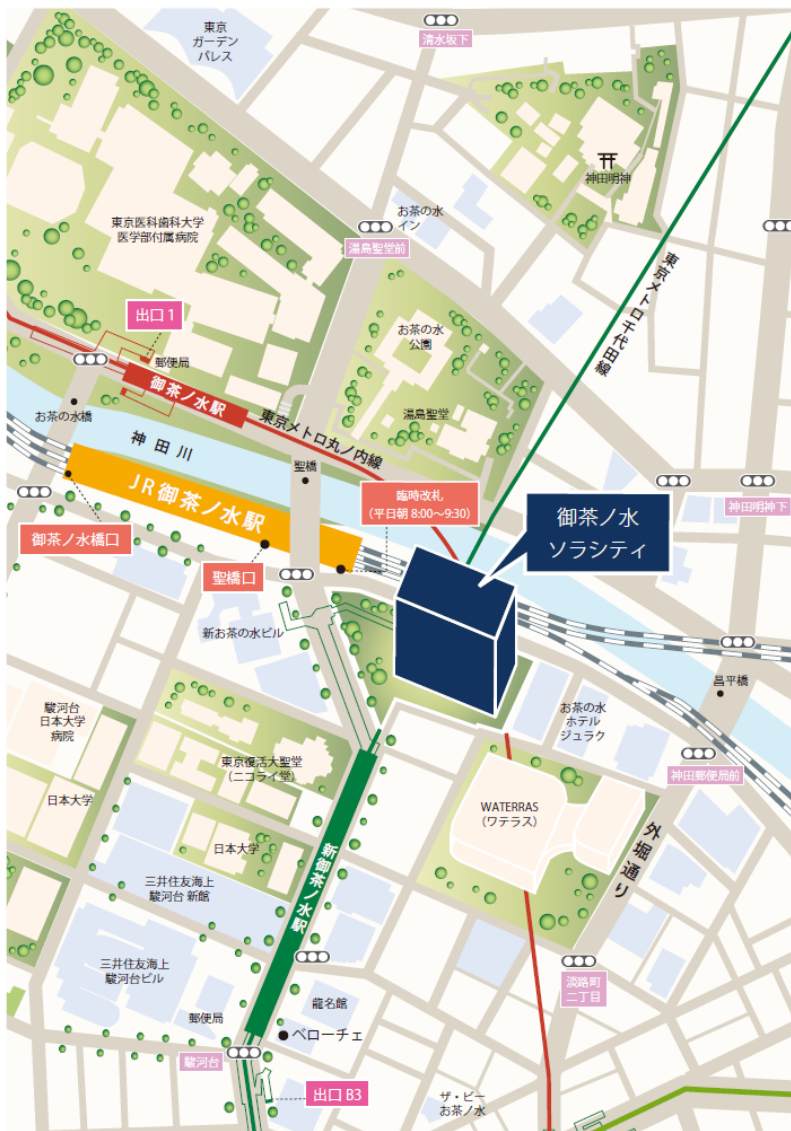 東京
ガーデン
パレス
清水坂下
神田明神
東京医科歯科大学
医学部付属病院
お茶の水
イン
湯島聖堂前
東京メトロ千代田線
出口 1
郵便局
お茶の水
公園
御茶ノ水駅
湯島聖堂
お茶の水橋
東京メトロ丸ノ内線
神田川
聖橋
JR御茶ノ水駅
臨時改札
(平日朝 8:00〜9:30)
神田明神下
御茶ノ水
ソラシティ
御茶ノ水橋口
聖橋口
新お茶の水ビル
昌平橋
駿河台
日本大学
病院
お茶の水
ホテル
ジュラク
東京復活大聖堂
(ニコライ堂)
神田郵便局前
日本大学
WATERRAS
(ワテラス)
外堀通り
日本大学
新御茶ノ水駅
三井住友海上
駿河台 新館
三井住友海上
駿河台ビル
淡路町
二丁目
龍名館
郵便局
ベローチェ
駿河台
出口 B3
ザ・ビー
お茶ノ水